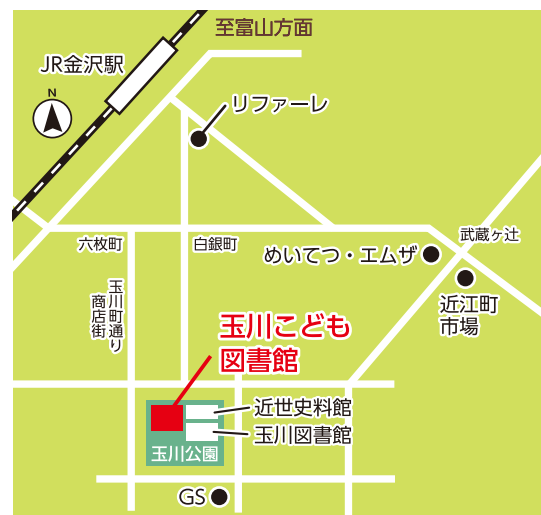 至富山方面
JR金沢駅
N
リファーレ
六枚町
白銀町
武蔵ヶ辻
めいてつ・エムザ
近江町
市場
玉川町通り
商店街
玉川こども
図書館
近世史料館
玉川図書館
玉川公園
GS